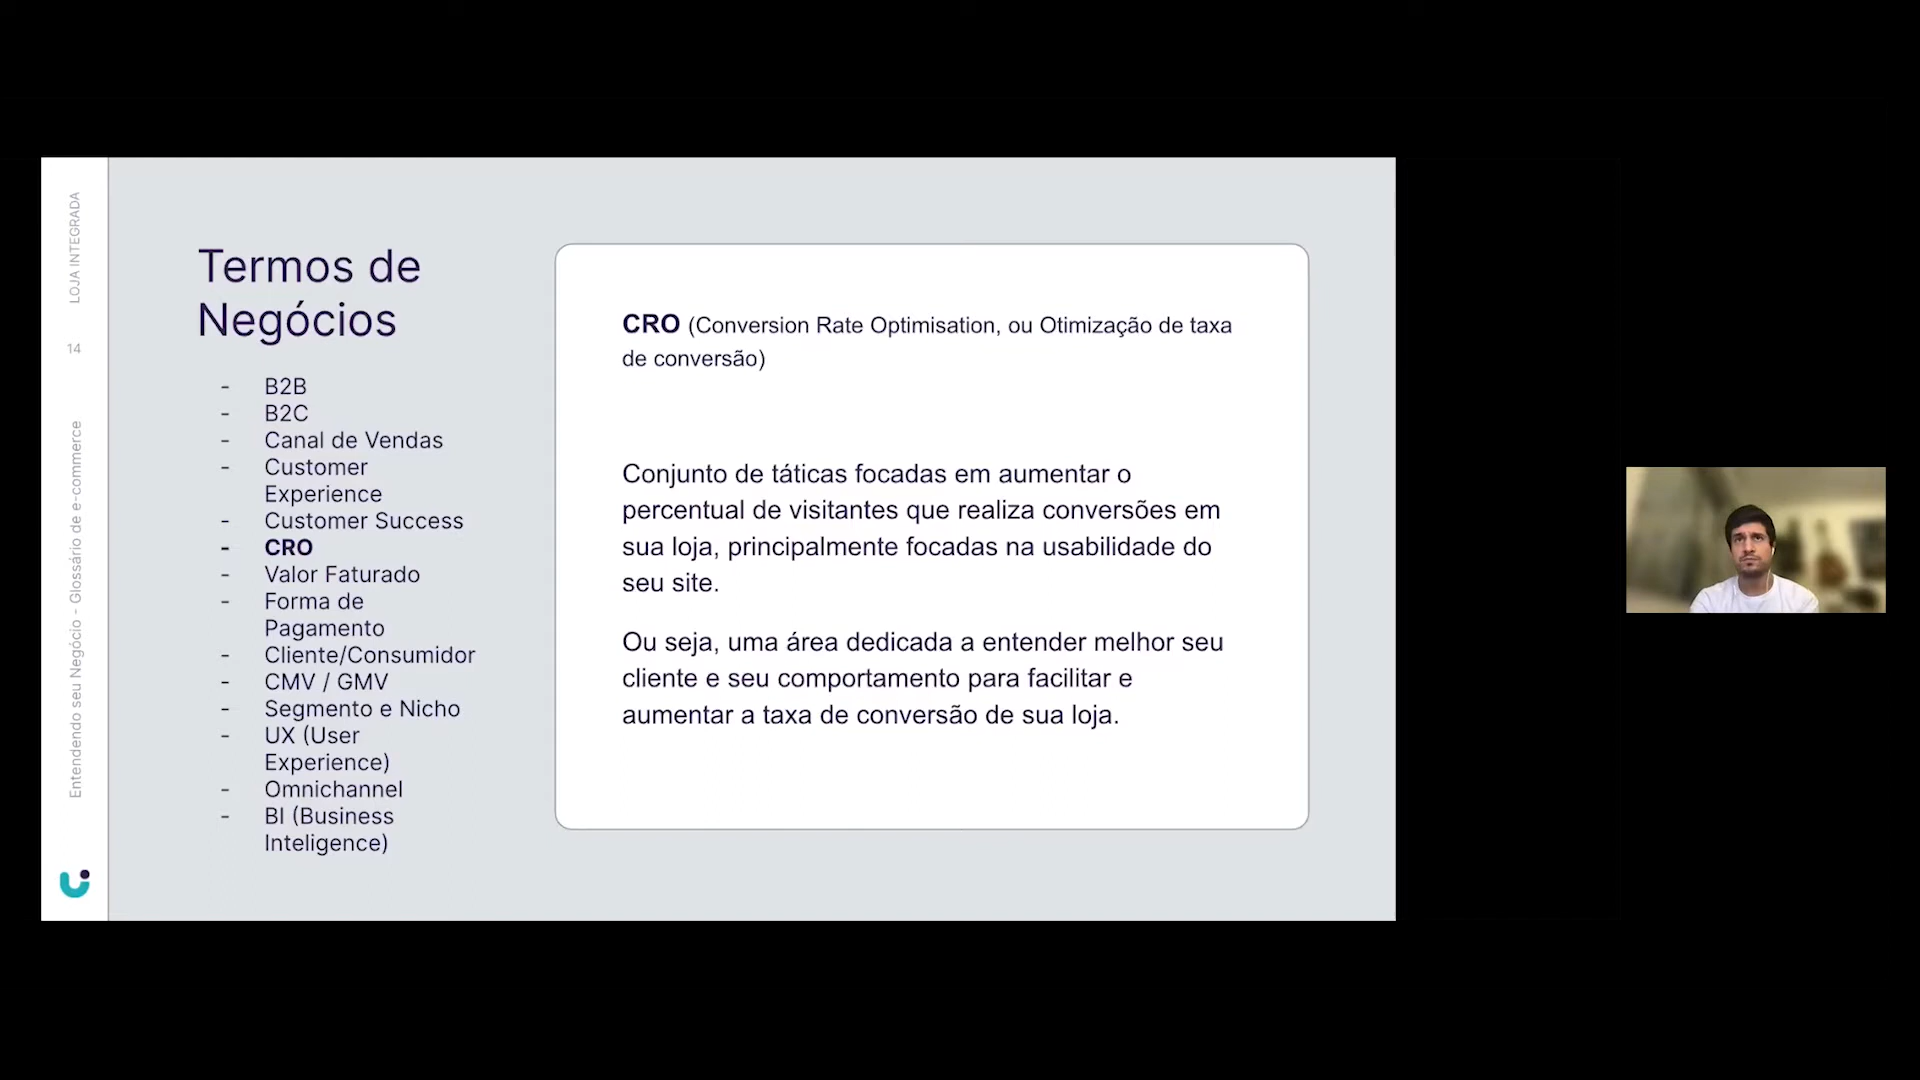 LOJA INTEGRADA
14
Entendendo seu Negócio - Glossário de e-commerce
Termos de
Negócios
- B2B
- B2C
- Canal de Vendas
- Customer
Experience
- Customer Success
- CRO
- Valor Faturado
- Forma de
Pagamento
- Cliente/Consumidor
- CMV / GMV
- Segmento e Nicho
- UX (User
Experience)
- Omnichannel
- BI (Business
Inteligence)
CRO (Conversion Rate Optimisation, ou Otimização de taxa
de conversão)
Conjunto de táticas focadas em aumentar o
percentual de visitantes que realiza conversões em
sua loja, principalmente focadas na usabilidade do
seu site.
Ou seja, uma área dedicada a entender melhor seu
cliente e seu comportamento para facilitar e
aumentar a taxa de conversão de sua loja.